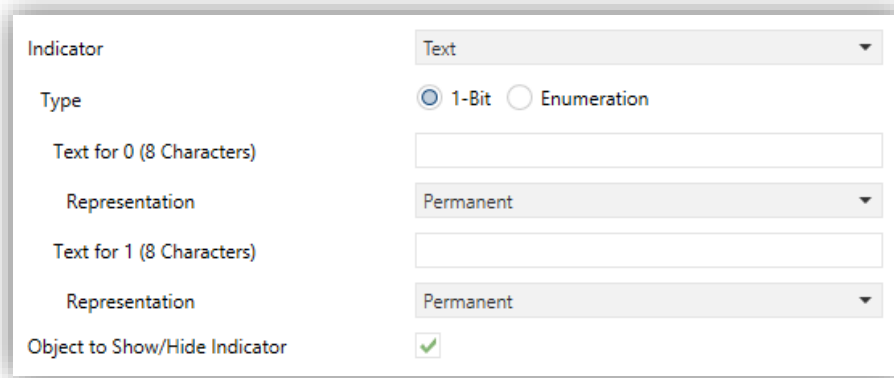 Indicator Text
Type 1-Bit Enumeration
Text for 0 (8 Characters)
Representation Permanent
Text for 1 (8 Characters)
Representation Permanent
Object to Show/Hide Indicator